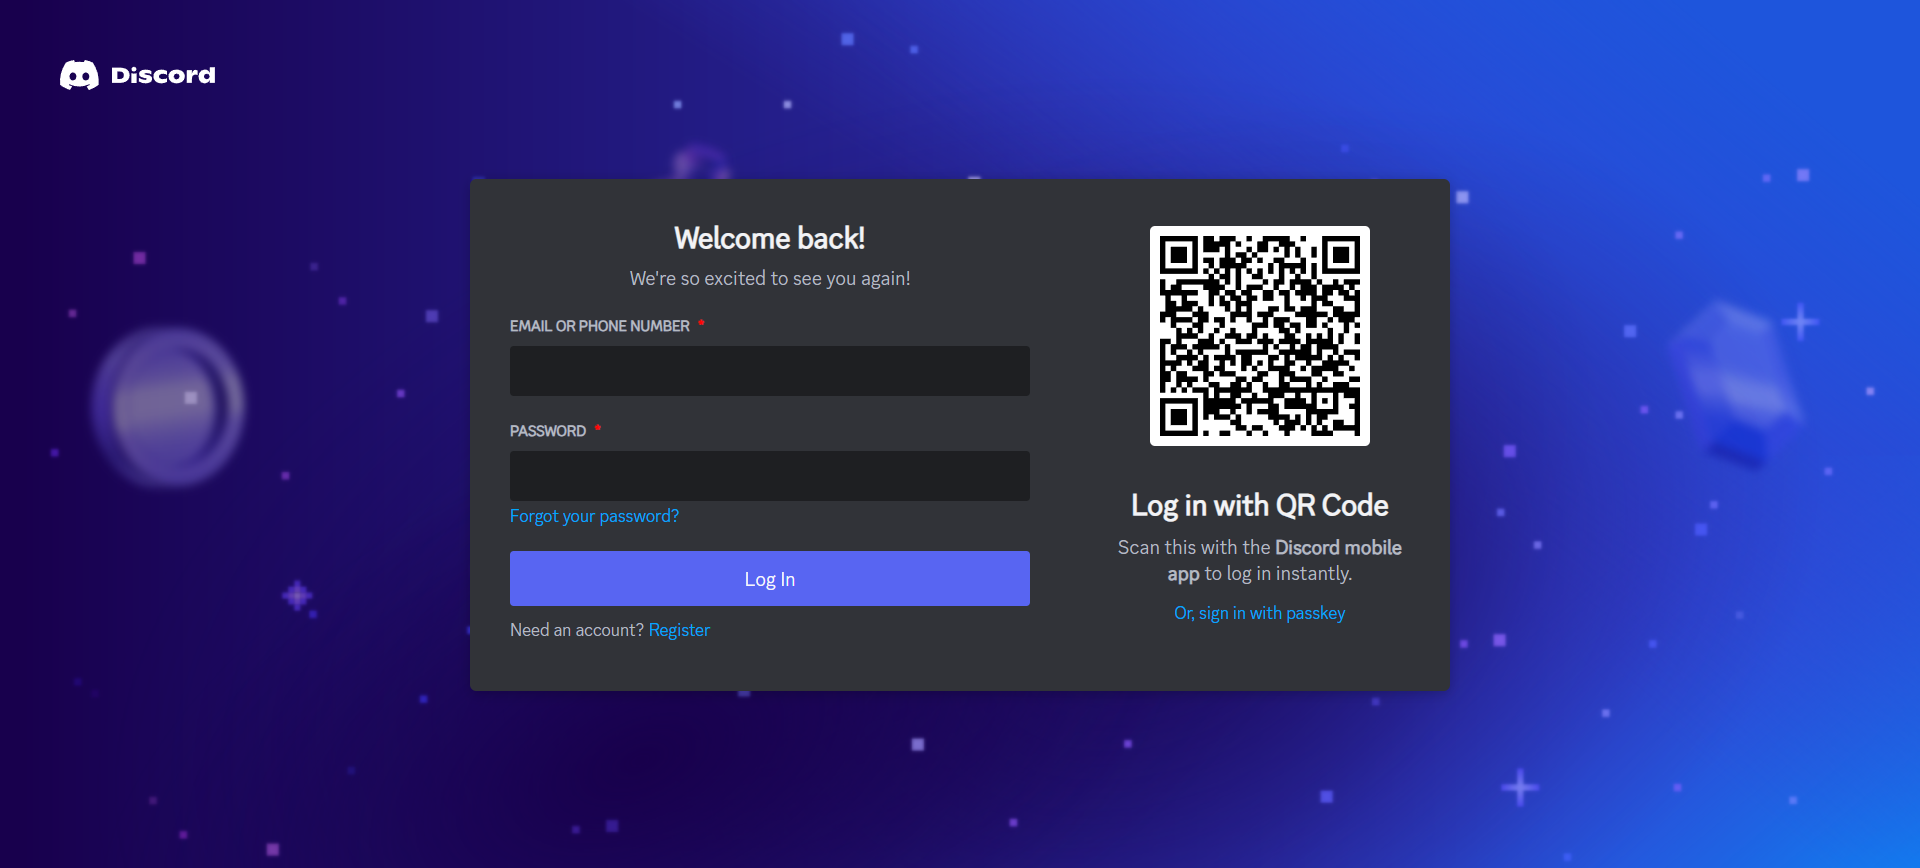 Discord
Welcome back!
We're so excited to see you again!
EMAIL OR PHONE NUMBER *
PASSWORD *
Forgot your password?
Log In
Need an account? Register
Log in with QR Code
Scan this with the Discord mobile
app to log in instantly.
Or, sign in with passkey